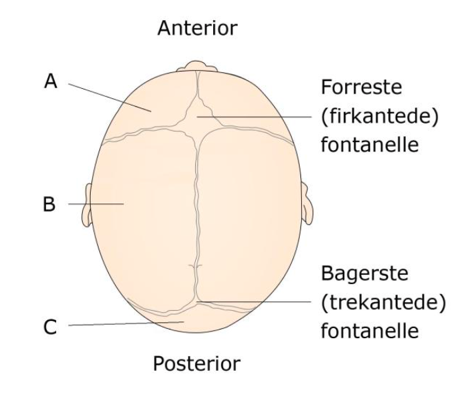 Anterior
A
Forreste
(firkantede)
fontanelle
B
Bagerste
(trekantede)
fontanelle
C
Posterior